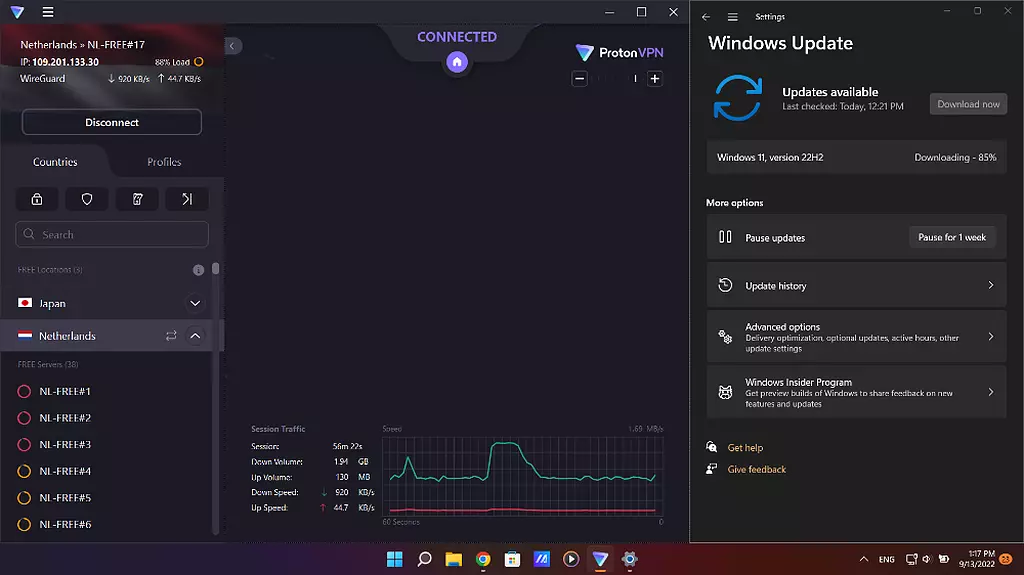 Netherlands » NL-FREE#17
IP: 109.201.133.30
88% Load
WireGuard
↓ 920 KB/s ↑ 44.7 KB/s
Disconnect
Countries
Profiles
Search
FREE Locations (3)
Japan
Netherlands
FREE Servers (38)
NL-FREE#1
NL-FREE#2
NL-FREE#3
NL-FREE#4
NL-FREE#5
NL-FREE#6
CONNECTED
ProtonVPN
Session Traffic
Session: 56m 22s
Down Volume: 1.94 GB
Up Volume: 130 MB
Down Speed: ↓ 920 KB/s
Up Speed: ↑ 44.7 KB/s
Speed
1.69 MB/s
60 Seconds
0
Settings
Windows Update
Updates available
Last checked: Today, 12:21 PM
Download now
Windows 11, version 22H2
Downloading - 85%
More options
Pause updates
Pause for 1 week
Update history
Advanced options
Delivery optimization, optional updates, active hours, other
update settings
Windows Insider Program
Get preview builds of Windows to share feedback on new
features and updates
Get help
Give feedback
ENG
1:17 PM
9/13/2022